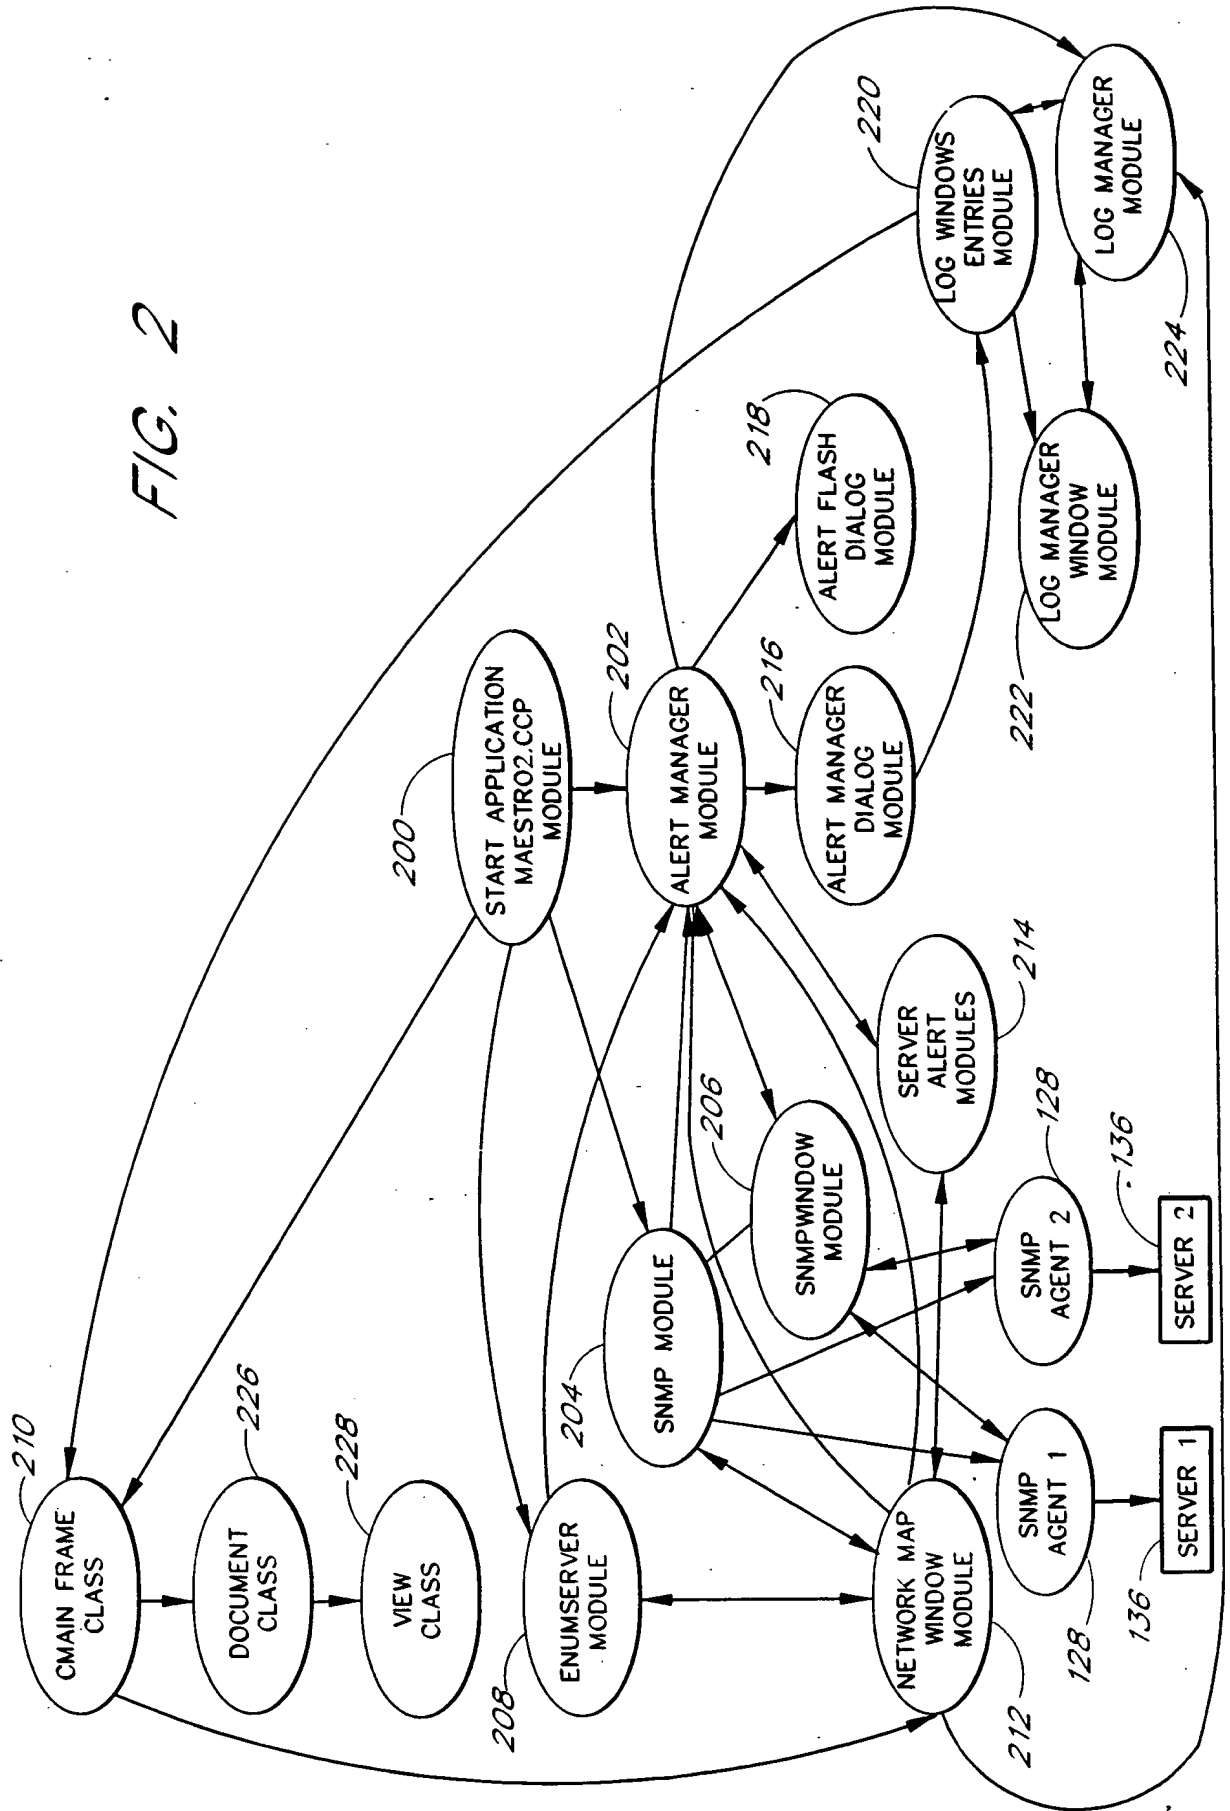 FIG. 2
210
CMAIN FRAME
CLASS
226
DOCUMENT
CLASS
228
VIEW
CLASS
200
START APPLICATION
MAESTRO2.CCP
MODULE
208
ENUMSERVER
MODULE
204
SNMP MODULE
202
ALERT MANAGER
MODULE
206
SNMPWINDOW
MODULE
216
ALERT MANAGER
DIALOG
MODULE
218
ALERT FLASH
DIALOG
MODULE
220
LOG WINDOWS
ENTRIES
MODULE
212
NETWORK MAP
WINDOW
MODULE
214
SERVER
ALERT
MODULES
222
LOG MANAGER
WINDOW
MODULE
224
LOG MANAGER
MODULE
128
SNMP
AGENT 1
128
SNMP
AGENT 2
136
SERVER 1
136
SERVER 2